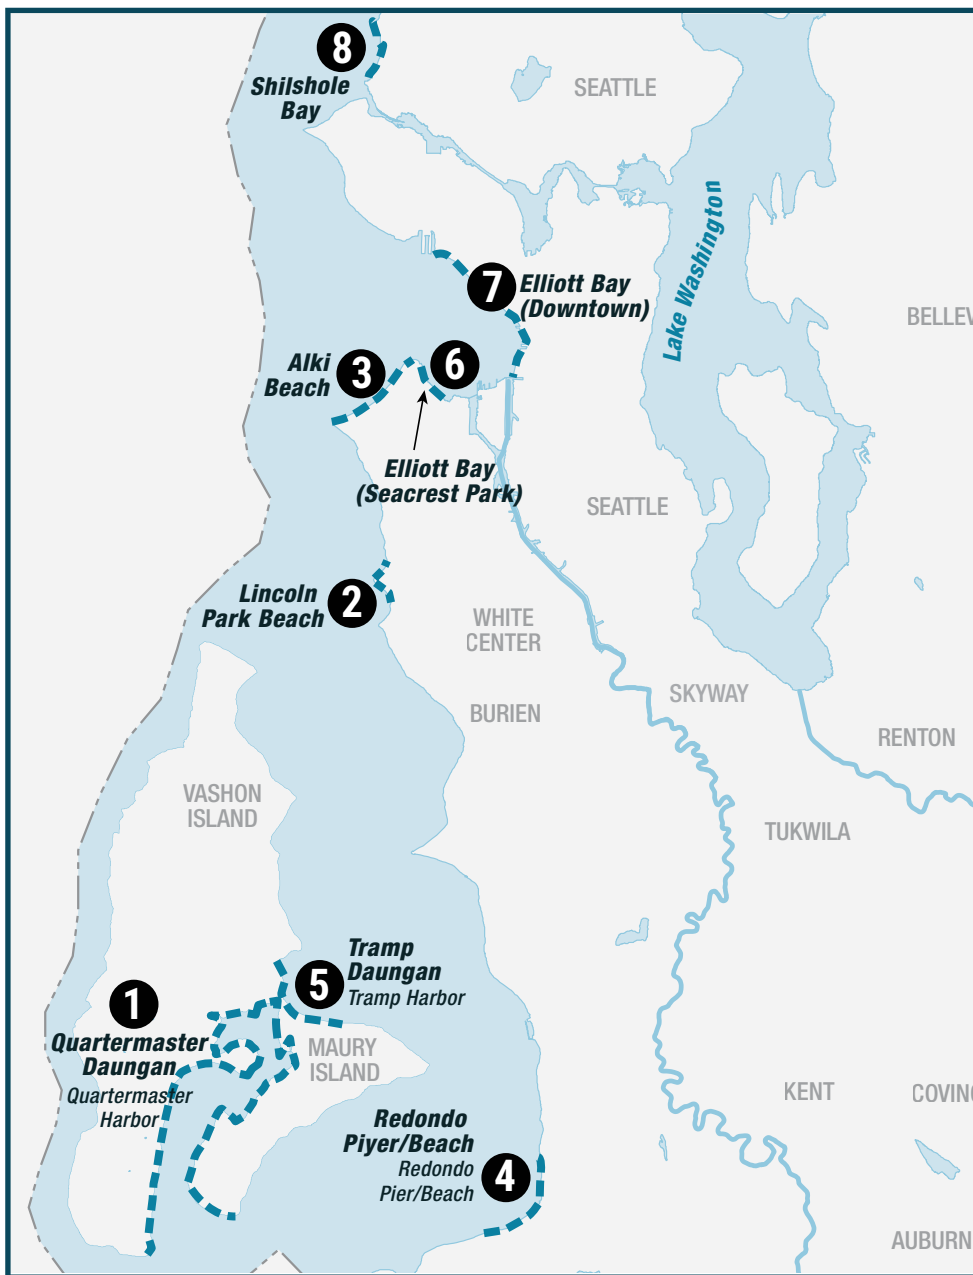 8
Shilshole
Bay
SEATTLE
Lake Washington
7
Elliott Bay
(Downtown)
BELLEV
Alki
Beach
3
6
Elliott Bay
(Seacrest Park)
SEATTLE
Lincoln
Park Beach
2
WHITE
CENTER
SKYWAY
BURIEN
RENTON
VASHON
ISLAND
TUKWILA
Tramp
Daungan
Tramp Harbor
5
1
Quartermaster
Daungan
Quartermaster
Harbor
MAURY
ISLAND
KENT
COVING
Redondo
Piyer/Beach
Redondo
Pier/Beach
4
AUBURN